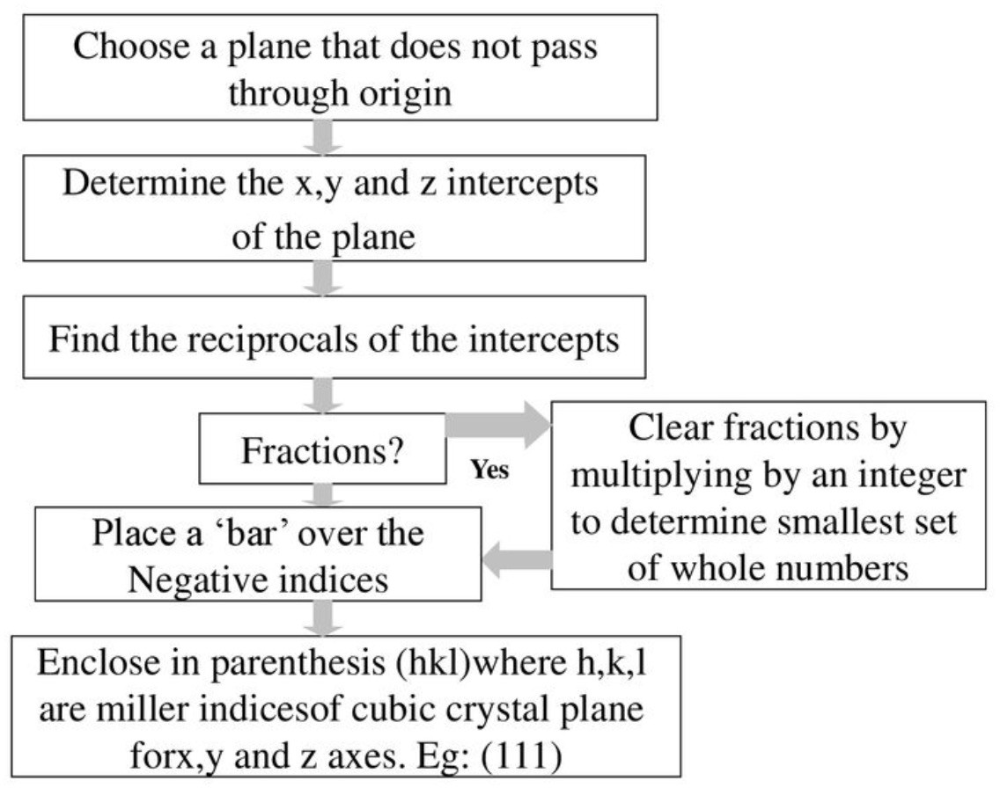 Choose a plane that does not pass
through origin
Determine the x,y and z intercepts
of the plane
Find the reciprocals of the intercepts
Fractions?
Yes
Clear fractions by
multiplying by an integer
to determine smallest set
of whole numbers
Place a ‘bar’ over the
Negative indices
Enclose in parenthesis (hkl)where h,k,l
are miller indicesof cubic crystal plane
forx,y and z axes. Eg: (111)